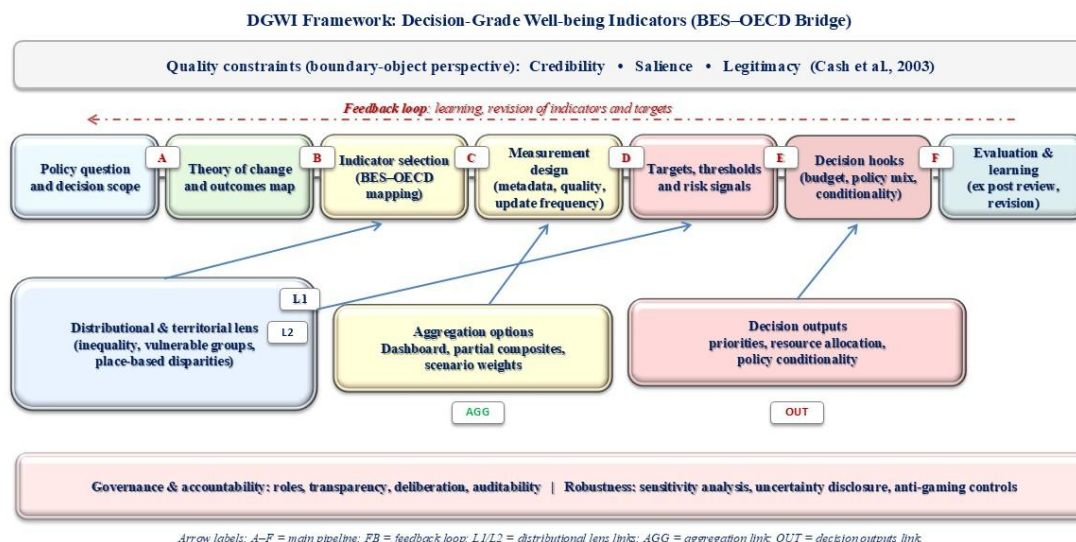 DGWI Framework: Decision-Grade Well-being Indicators (BES–OECD Bridge)
Quality constraints (boundary-object perspective): Credibility • Salience • Legitimacy (Cash et al., 2003)
Feedback loop: learning, revision of indicators and targets
Policy question
and decision scope
A
Theory of change
and outcomes map
B
Indicator selection
(BES–OECD
mapping)
C
Measurement
design
(metadata, quality,
update frequency)
D
Targets, thresholds
and risk signals
E
Decision hooks
(budget, policy mix,
conditionality)
F
Evaluation &
learning
(ex post review,
revision)
L1
L2
Distributional & territorial lens
(inequality, vulnerable groups,
place-based disparities)
Aggregation options
Dashboard, partial composites,
scenario weights
Decision outputs
priorities, resource allocation,
policy conditionality
AGG
OUT
Governance & accountability: roles, transparency, deliberation, auditability | Robustness: sensitivity analysis, uncertainty disclosure, anti-gaming controls
Arrow labels: A–F = main pipeline; FB = feedback loop; L1/L2 = distributional lens links; AGG = aggregation link; OUT = decision outputs link